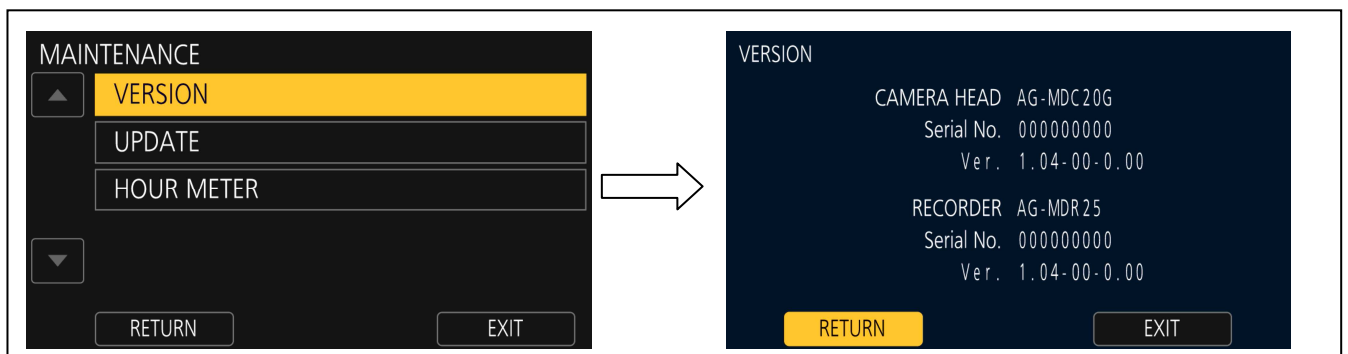 MAINTENANCE
VERSION
UPDATE
HOUR METER
RETURN EXIT
VERSION
CAMERA HEAD AG-MDC20G
Serial No. 000000000
Ver. 1.04-00-0.00
RECORDER AG-MDR25
Serial No. 000000000
Ver. 1.04-00-0.00
RETURN EXIT